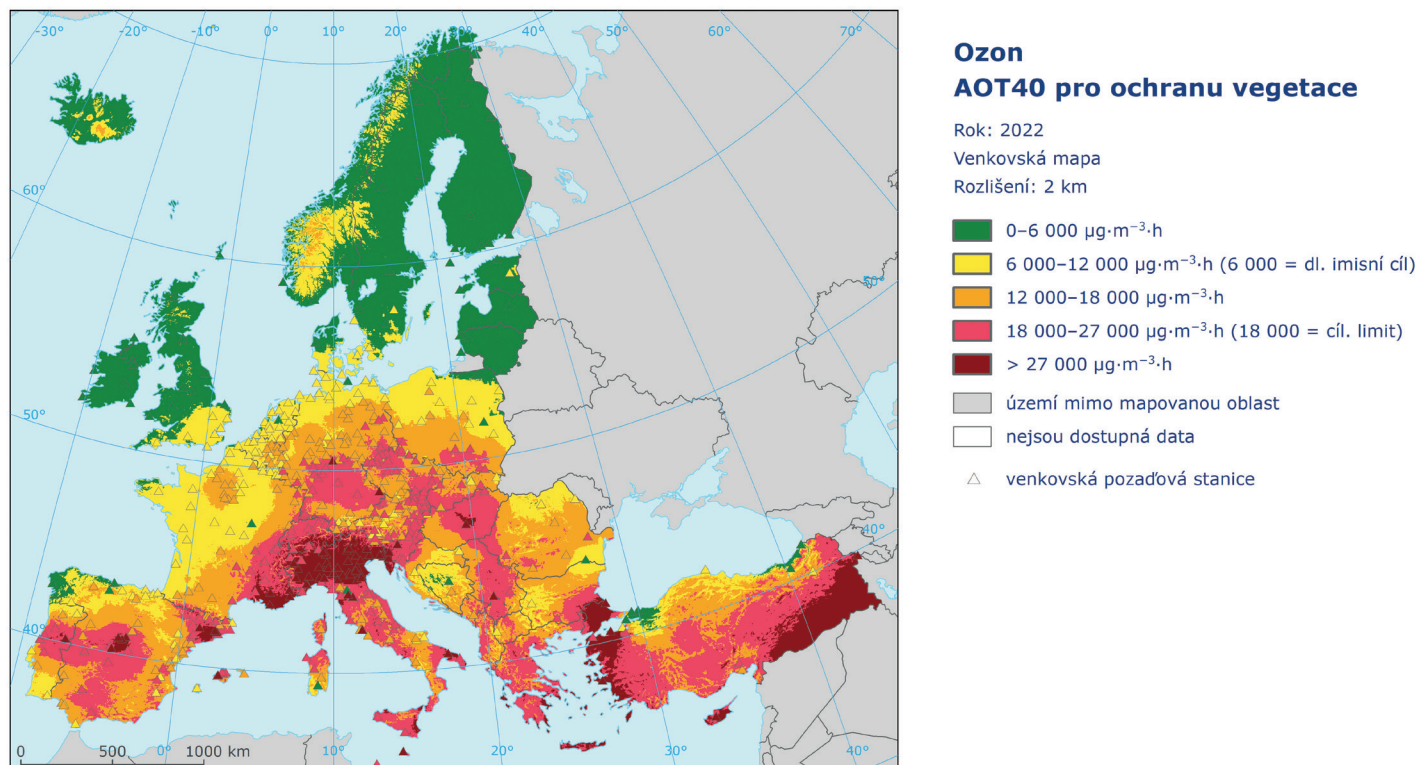 -30°
-20°
-10°
0°
10°
20°
30°
40°
50°
60°
70°
60°
50°
40°
50°
40°
0
500
1000 km
0°
10°
20°
30°
40°
Ozon
AOT40 pro ochranu vegetace
Rok: 2022
Venkovská mapa
Rozlišení: 2 km
0–6 000 µg·m⁻³·h
6 000–12 000 µg·m⁻³·h (6 000 = dl. imisní cíl)
12 000–18 000 µg·m⁻³·h
18 000–27 000 µg·m⁻³·h (18 000 = cíl. limit)
> 27 000 µg·m⁻³·h
území mimo mapovanou oblast
nejsou dostupná data
venkovská pozaďová stanice